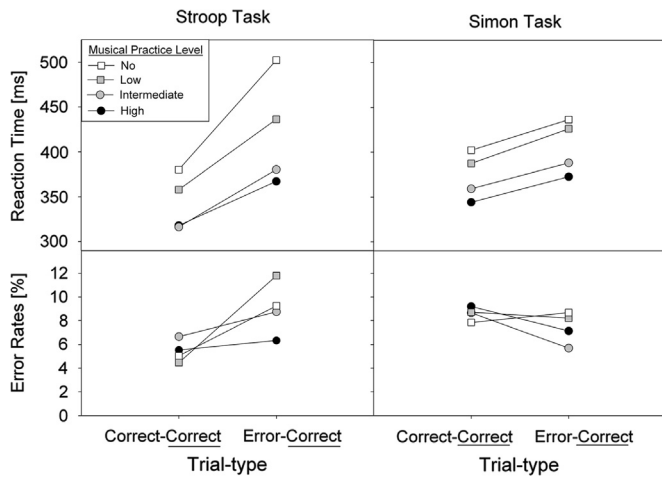 Stroop Task
Simon Task
Musical Practice Level
No
Low
Intermediate
High
Reaction Time [ms]
500
450
400
350
300
Error Rates [%]
12
10
8
6
4
2
0
Correct-Correct Error-Correct
Correct-Correct Error-Correct
Trial-type
Trial-type